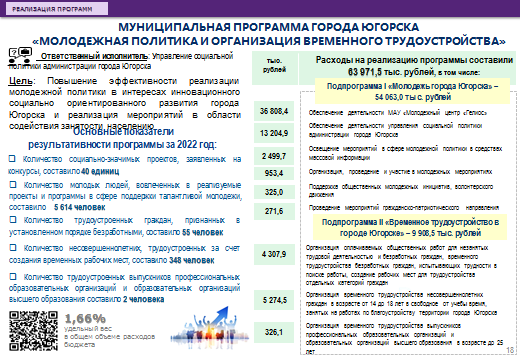 РЕАЛИЗАЦИЯ ПРОГРАММ
МУНИЦИПАЛЬНАЯ ПРОГРАММА ГОРОДА ЮГОРСКА
«МОЛОДЕЖНАЯ ПОЛИТИКА И ОРГАНИЗАЦИЯ ВРЕМЕННОГО ТРУДОУСТРОЙСТВА»
Ответственный исполнитель: Управление социальной
политики администрации города Югорска
Цель: Повышение эффективности реализации
молодежной политики в интересах инновационного
социально ориентированного развития города
Югорска и реализация мероприятий в области
содействия занятости населению
Основные показатели
результативности программы за 2022 год:
Количество социально-значимых проектов, заявленных на
конкурсы, составило 40 единиц
Количество молодых людей, вовлеченных в реализуемые
проекты и программы в сфере поддержки талантливой молодежи,
составило 5 614 человек
Количество трудоустроенных граждан, признанных в
установленном порядке безработными, составило 55 человек
Количество несовершеннолетних, трудоустроенных за счет
создания временных рабочих мест, составило 348 человек
Количество трудоустроенных выпускников профессиональных
образовательных организаций и образовательных организаций
высшего образования составило 2 человека
1,66%
удельный вес
в общем объеме расходов
бюджета
тыс.
рублей
Расходы на реализацию программы составили
63 971,5 тыс. рублей, в том числе:
Подпрограмма I «Молодежь города Югорска» –
54 063,0 тыс. рублей
36 808,4
Обеспечение деятельности МАУ «Молодежный центр «Гелиос»
13 204,9
Обеспечение деятельности управления социальной политики
администрации города Югорска
2 499,7
Освещение мероприятий в сфере молодежной политики в средствах
массовой информации
953,4
Организация, проведение и участие в молодежных мероприятиях
325,0
Поддержка общественных молодежных инициатив, волонтерского
движения
271,6
Проведение мероприятий гражданско-патриотического направления
Подпрограмма II «Временное трудоустройство в
городе Югорске» – 9 908,5 тыс. рублей
4 307,9
Организация оплачиваемых общественных работ для незанятых
трудовой деятельностью и безработных граждан, временного
трудоустройства безработных граждан, испытывающих трудности в
поиске работы, создание рабочих мест для трудоустройства
отдельных категорий граждан
5 274,5
Организация временного трудоустройства несовершеннолетних
граждан в возрасте от 14 до 18 лет в свободное от учебы время,
занятых на работах по благоустройству территории города Югорска
326,1
Организация временного трудоустройства выпускников
профессиональных образовательных организаций и
образовательных организаций высшего образования в возрасте до 25
лет
18